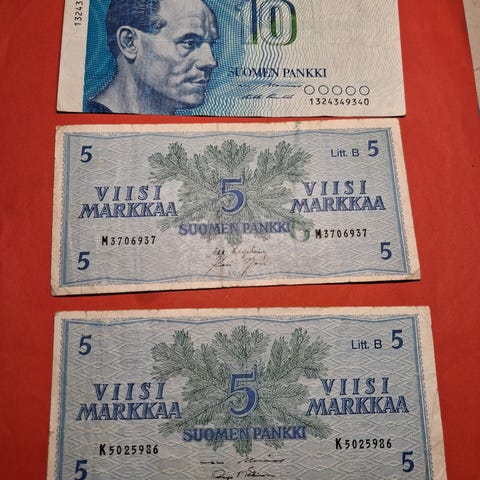 13243
10
SUOMEN PANKKI
1324349340
5
Litt. B 5
VIISI MARKKAA
5
VIISI MARKKAA
SUOMEN PANKKI
M3706937
M3706937
5
5
5
Litt. B 5
VIISI MARKKAA
5
VIISI MARKKAA
SUOMEN PANKKI
K5025986
K5025986
5
5